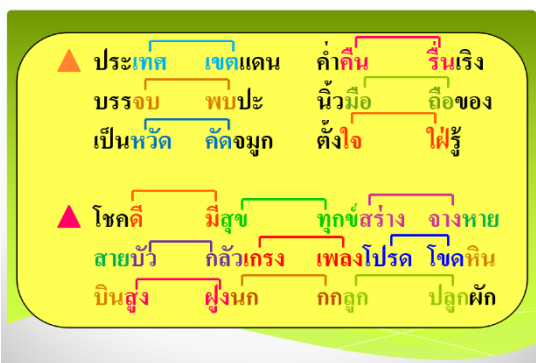 ประเทศ เขตแดน ค่ำคืน รื่นเริง
บรรจบ พบปะ นิ้วมือ ถือของ
เป็นหวัด คัดจมูก ตั้งใจ ใฝ่รู้
โชคดี มีสุข ทุกข์สร่าง จางหาย
สายบัว กลัวเกรง เพลงโปรด โขดหิน
บินสูง ฝูงนก กกลูก ปลูกผัก